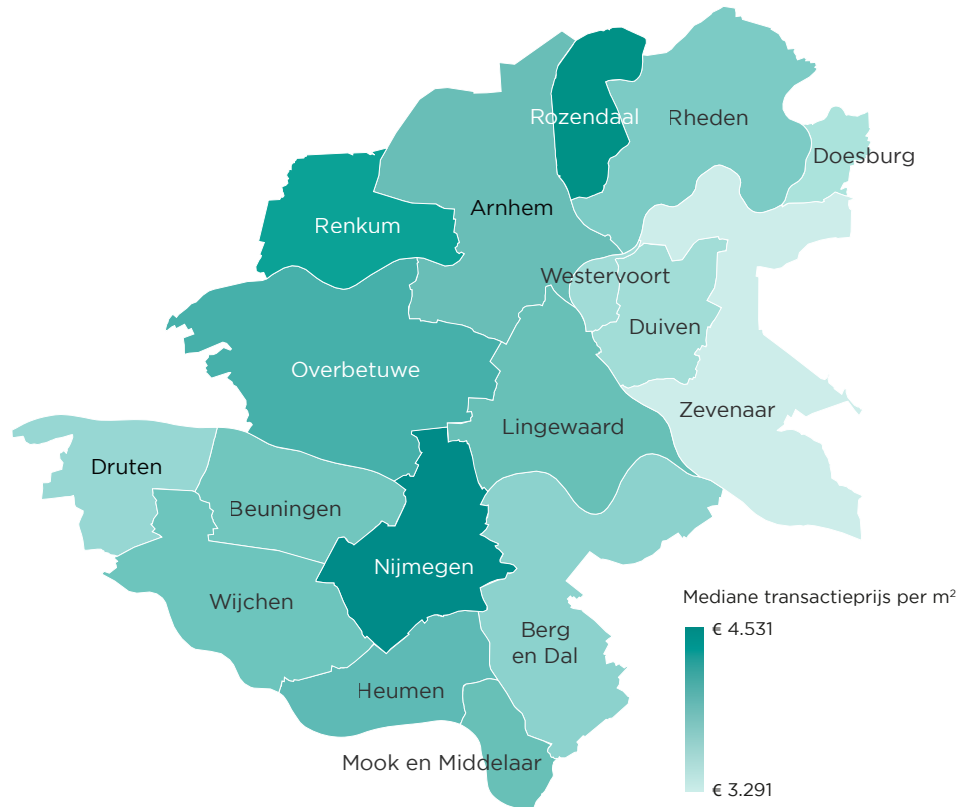 Rozendaal
Rheden
Doesburg
Arnhem
Renkum
Westervoort
Duiven
Overbetuwe
Zevenaar
Lingewaard
Druten
Beuningen
Nijmegen
Wijchen
Berg
en Dal
Heumen
Mook en Middelaar
Mediane transactieprijs per m²
€ 4.531
€ 3.291